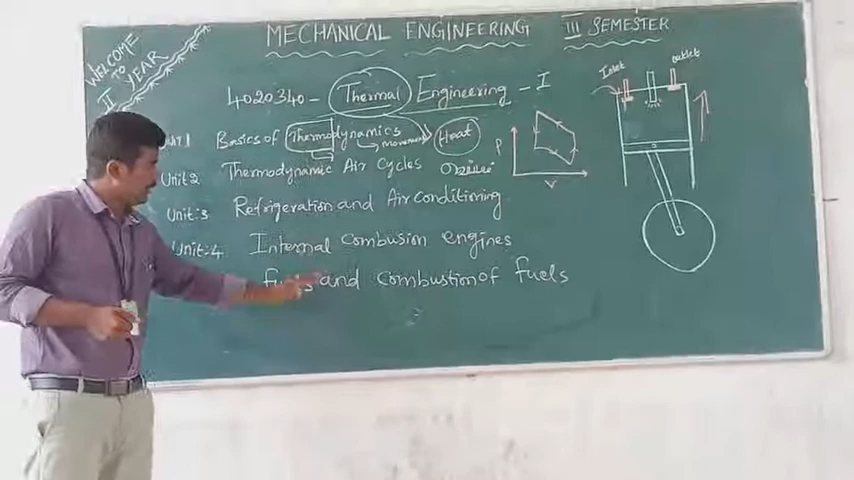 MECHANICAL ENGINEERING III SEMESTER
WELCOME
TO
II YEAR
4020340 - Thermal Engineering - I
Basics of Thermodynamics → Heat
→ movement
Unit 2 Thermodynamic Air Cycles
Unit:3 Refrigeration and Air Conditioning
Unit-4 Internal Combusion engines
and combustion of fuels
P
V
Inlet
outlet